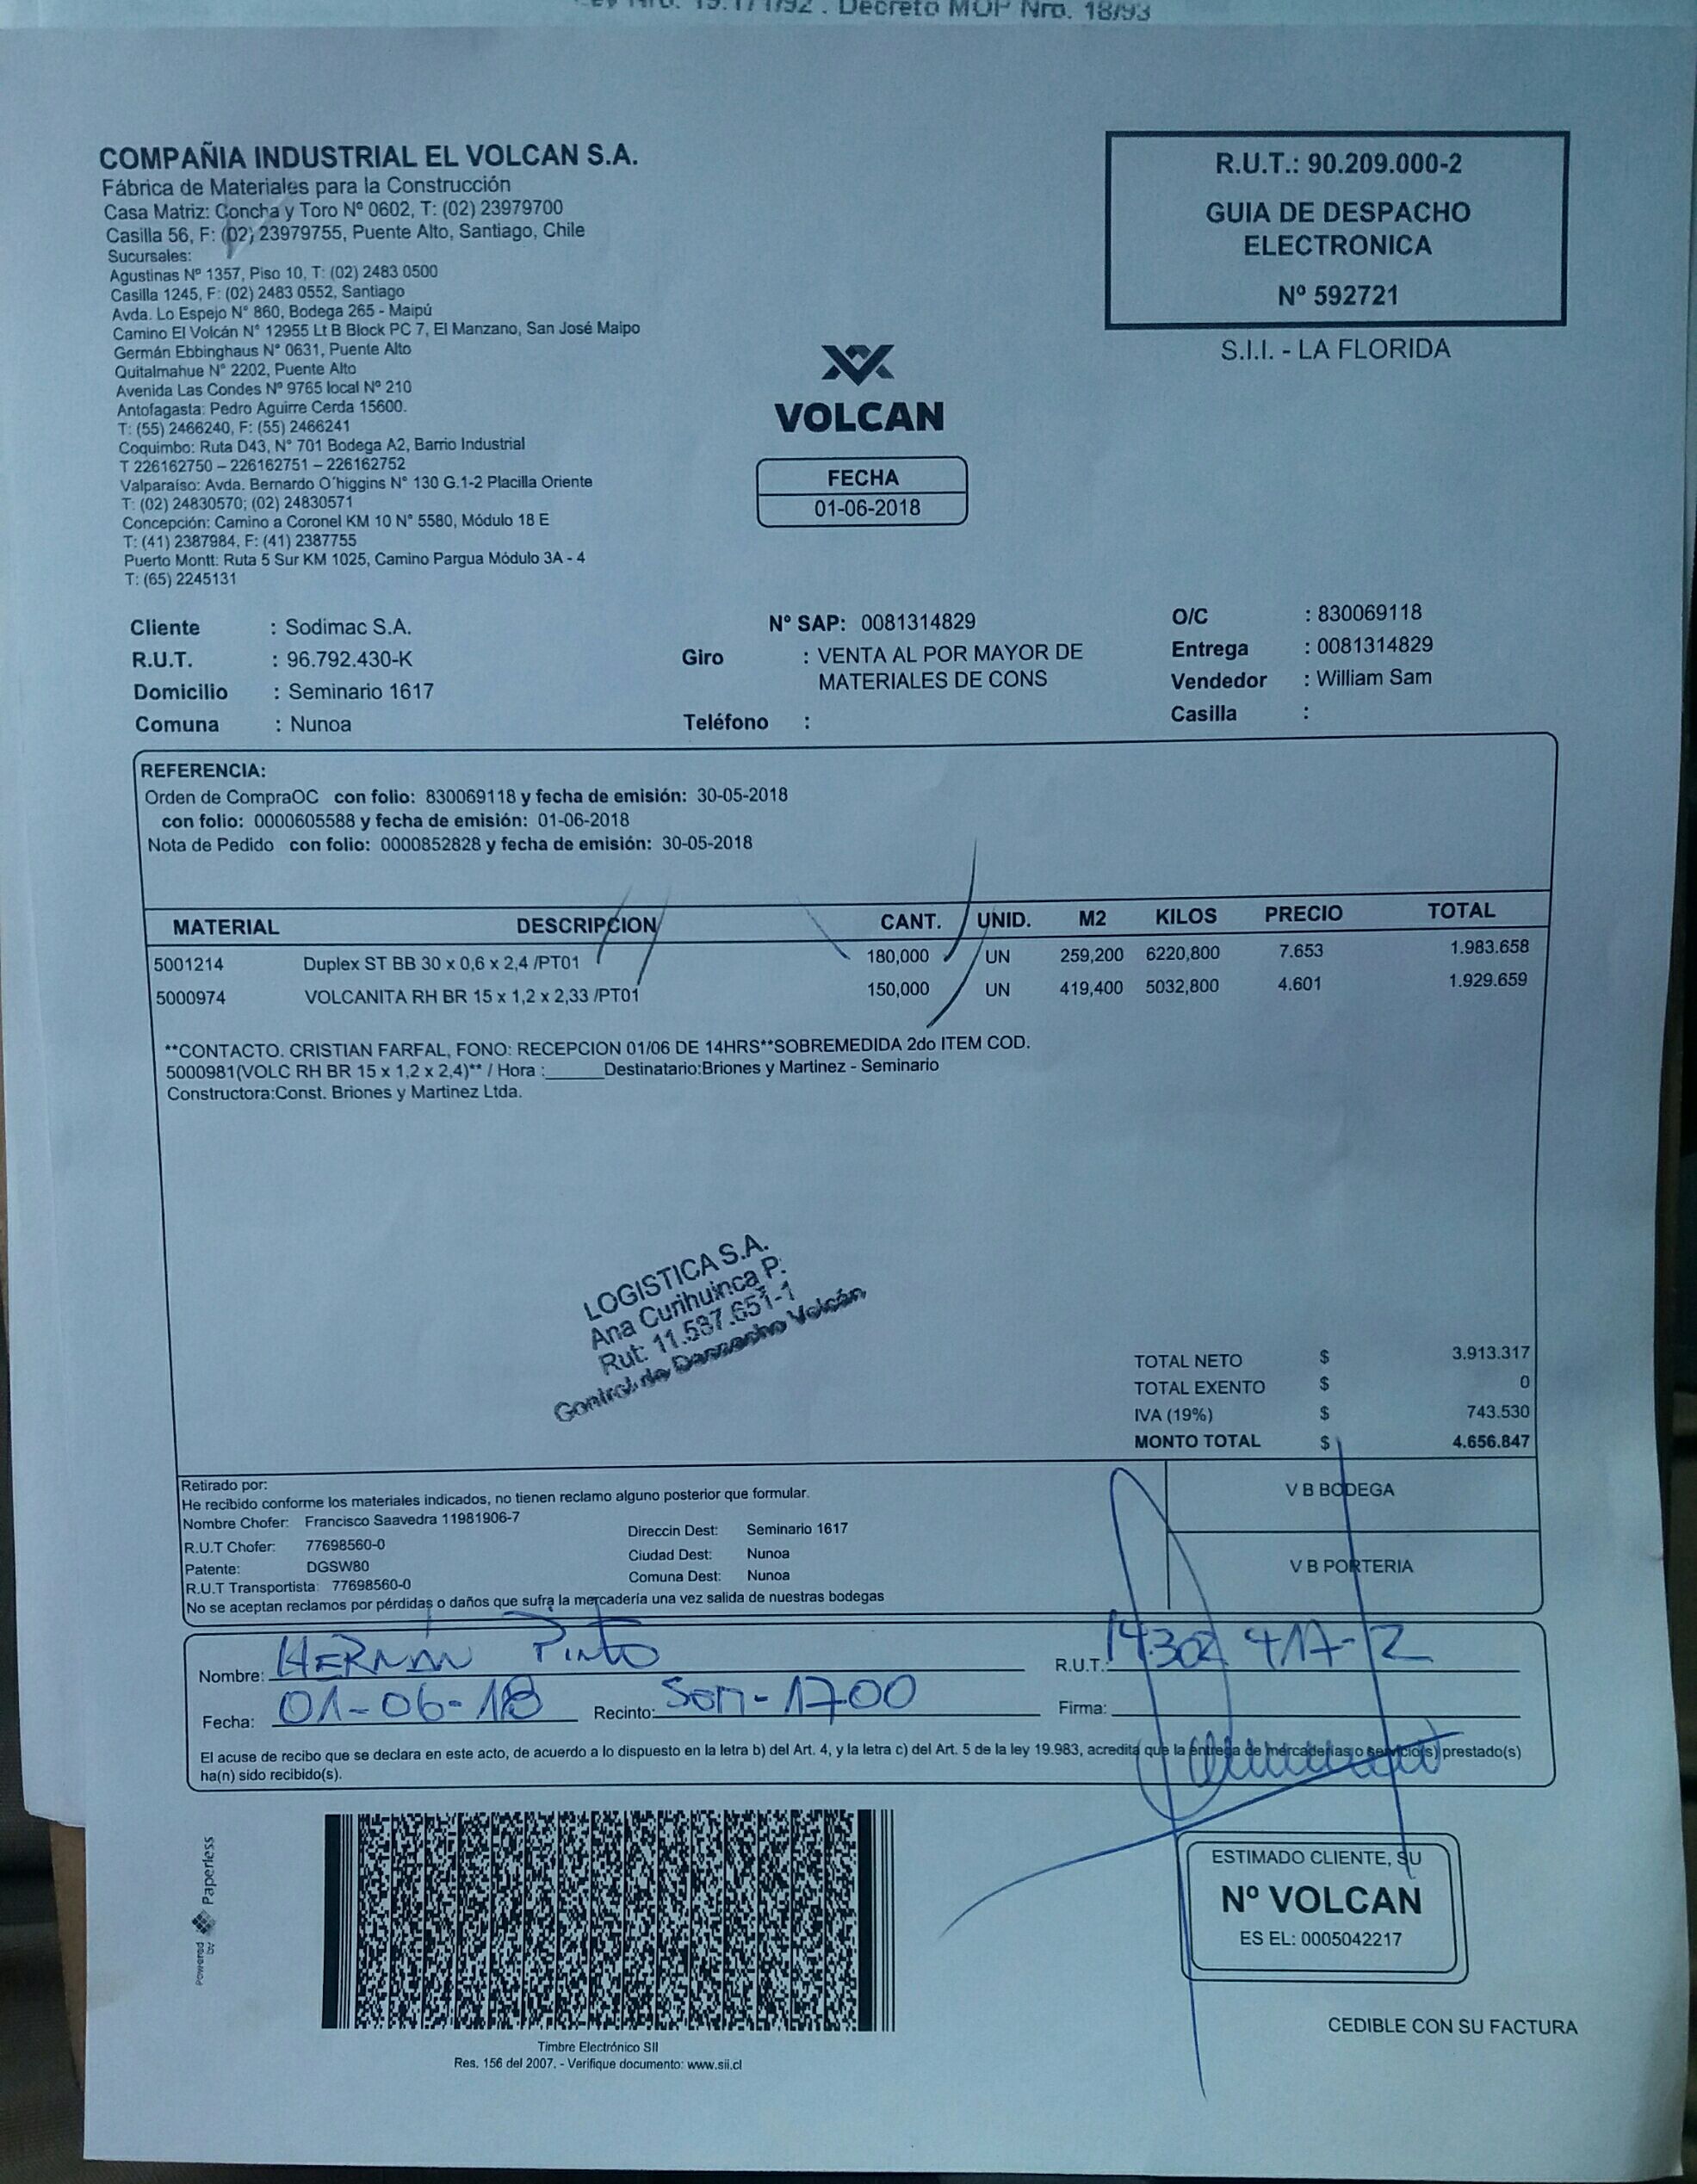 Decreto MOP Nro. 18/93
COMPAÑIA INDUSTRIAL EL VOLCAN S.A.
Fábrica de Materiales para la Construcción
Casa Matriz: Concha y Toro Nº 0602, T: (02) 23979700
Casilla 56, F: (02) 23979755, Puente Alto, Santiago, Chile
Sucursales:
Agustinas Nº 1357, Piso 10, T: (02) 2483 0500
Casilla 1245, F: (02) 2483 0552, Santiago
Avda. Lo Espejo N° 860, Bodega 265 - Maipú
Camino El Volcán N° 12955 Lt B Block PC 7, El Manzano, San José Maipo
Germán Ebbinghaus N° 0631, Puente Alto
Quitalmahue N° 2202, Puente Alto
Avenida Las Condes Nº 9765 local Nº 210
Antofagasta: Pedro Aguirre Cerda 15600.
T: (55) 2466240, F: (55) 2466241
Coquimbo: Ruta D43, N° 701 Bodega A2, Barrio Industrial
T 226162750 – 226162751 – 226162752
Valparaíso: Avda. Bernardo O´higgins N° 130 G.1-2 Placilla Oriente
T: (02) 24830570; (02) 24830571
Concepción: Camino a Coronel KM 10 N° 5580, Módulo 18 E
T: (41) 2387984, F: (41) 2387755
Puerto Montt: Ruta 5 Sur KM 1025, Camino Pargua Módulo 3A - 4
T: (65) 2245131
R.U.T.: 90.209.000-2
GUIA DE DESPACHO
ELECTRONICA
Nº 592721
S.I.I. - LA FLORIDA
VOLCAN
FECHA
01-06-2018
Cliente : Sodimac S.A.
R.U.T. : 96.792.430-K
Domicilio : Seminario 1617
Comuna : Nunoa
N° SAP: 0081314829
Giro : VENTA AL POR MAYOR DE
MATERIALES DE CONS
Teléfono :
O/C : 830069118
Entrega : 0081314829
Vendedor : William Sam
Casilla :
REFERENCIA:
Orden de CompraOC con folio: 830069118 y fecha de emisión: 30-05-2018
con folio: 0000605588 y fecha de emisión: 01-06-2018
Nota de Pedido con folio: 0000852828 y fecha de emisión: 30-05-2018
MATERIAL DESCRIPCION CANT. UNID. M2 KILOS PRECIO TOTAL
5001214 Duplex ST BB 30 x 0,6 x 2,4 /PT01 180,000 UN 259,200 6220,800 7.653 1.983.658
5000974 VOLCANITA RH BR 15 x 1,2 x 2,33 /PT01 150,000 UN 419,400 5032,800 4.601 1.929.659
**CONTACTO. CRISTIAN FARFAL, FONO: RECEPCION 01/06 DE 14HRS**SOBREMEDIDA 2do ITEM COD.
5000981(VOLC RH BR 15 x 1,2 x 2,4)** / Hora :______Destinatario:Briones y Martinez - Seminario
Constructora:Const. Briones y Martinez Ltda.
LOGISTICA S.A.
Ana Curihuinca P.
Rut: 11.537.651-1
Control de Despacho Volcán
TOTAL NETO $ 3.913.317
TOTAL EXENTO $ 0
IVA (19%) $ 743.530
MONTO TOTAL $ 4.656.847
Retirado por:
He recibido conforme los materiales indicados, no tienen reclamo alguno posterior que formular.
Nombre Chofer: Francisco Saavedra 11981906-7
R.U.T Chofer: 77698560-0
Patente: DGSW80
R.U.T Transportista: 77698560-0
Direccin Dest: Seminario 1617
Ciudad Dest: Nunoa
Comuna Dest: Nunoa
No se aceptan reclamos por pérdidas o daños que sufra la mercadería una vez salida de nuestras bodegas
V B BODEGA
V B PORTERIA
Nombre: HERNÁN PINTO R.U.T.: 14302 417-2
Fecha: 01-06-18 Recinto: Sem-1700 Firma:
El acuse de recibo que se declara en este acto, de acuerdo a lo dispuesto en la letra b) del Art. 4, y la letra c) del Art. 5 de la ley 19.983, acredita que la entrega de mercaderias o servicio(s) prestado(s)
ha(n) sido recibido(s).
Powered by Paperless
Timbre Electrónico SII
Res. 156 del 2007. - Verifique documento: www.sii.cl
ESTIMADO CLIENTE, SU
Nº VOLCAN
ES EL: 0005042217
CEDIBLE CON SU FACTURA